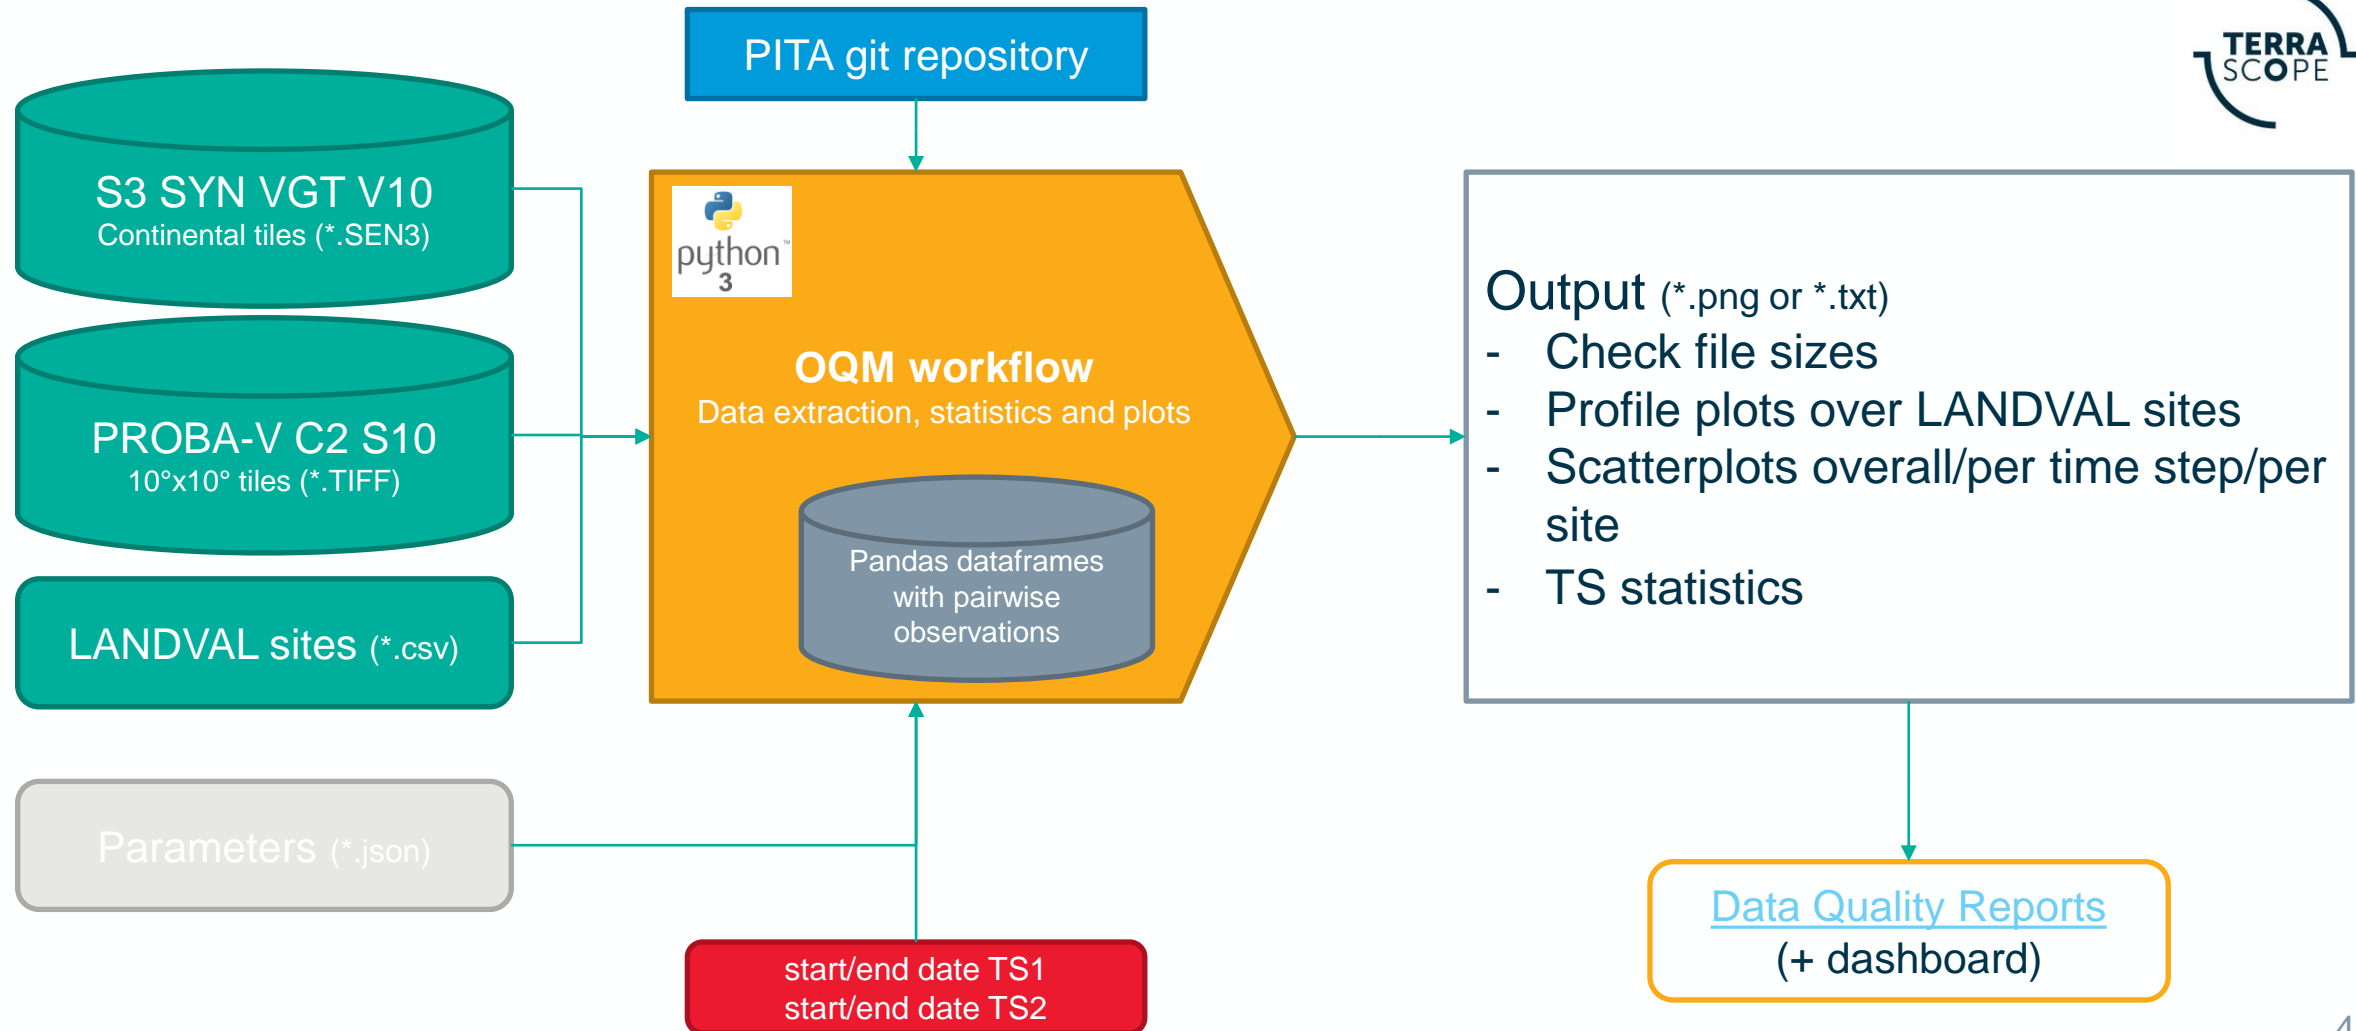 PITA git repository
TERRA
SCOPE
S3 SYN VGT V10
Continental tiles (*.SEN3)
PROBA-V C2 S10
10°x10° tiles (*.TIFF)
LANDVAL sites (*.csv)
Parameters (*.json)
python™
3
OQM workflow
Data extraction, statistics and plots
Pandas dataframes
with pairwise
observations
start/end date TS1
start/end date TS2
Output (*.png or *.txt)
- Check file sizes
- Profile plots over LANDVAL sites
- Scatterplots overall/per time step/per
site
- TS statistics
Data Quality Reports
(+ dashboard)
4